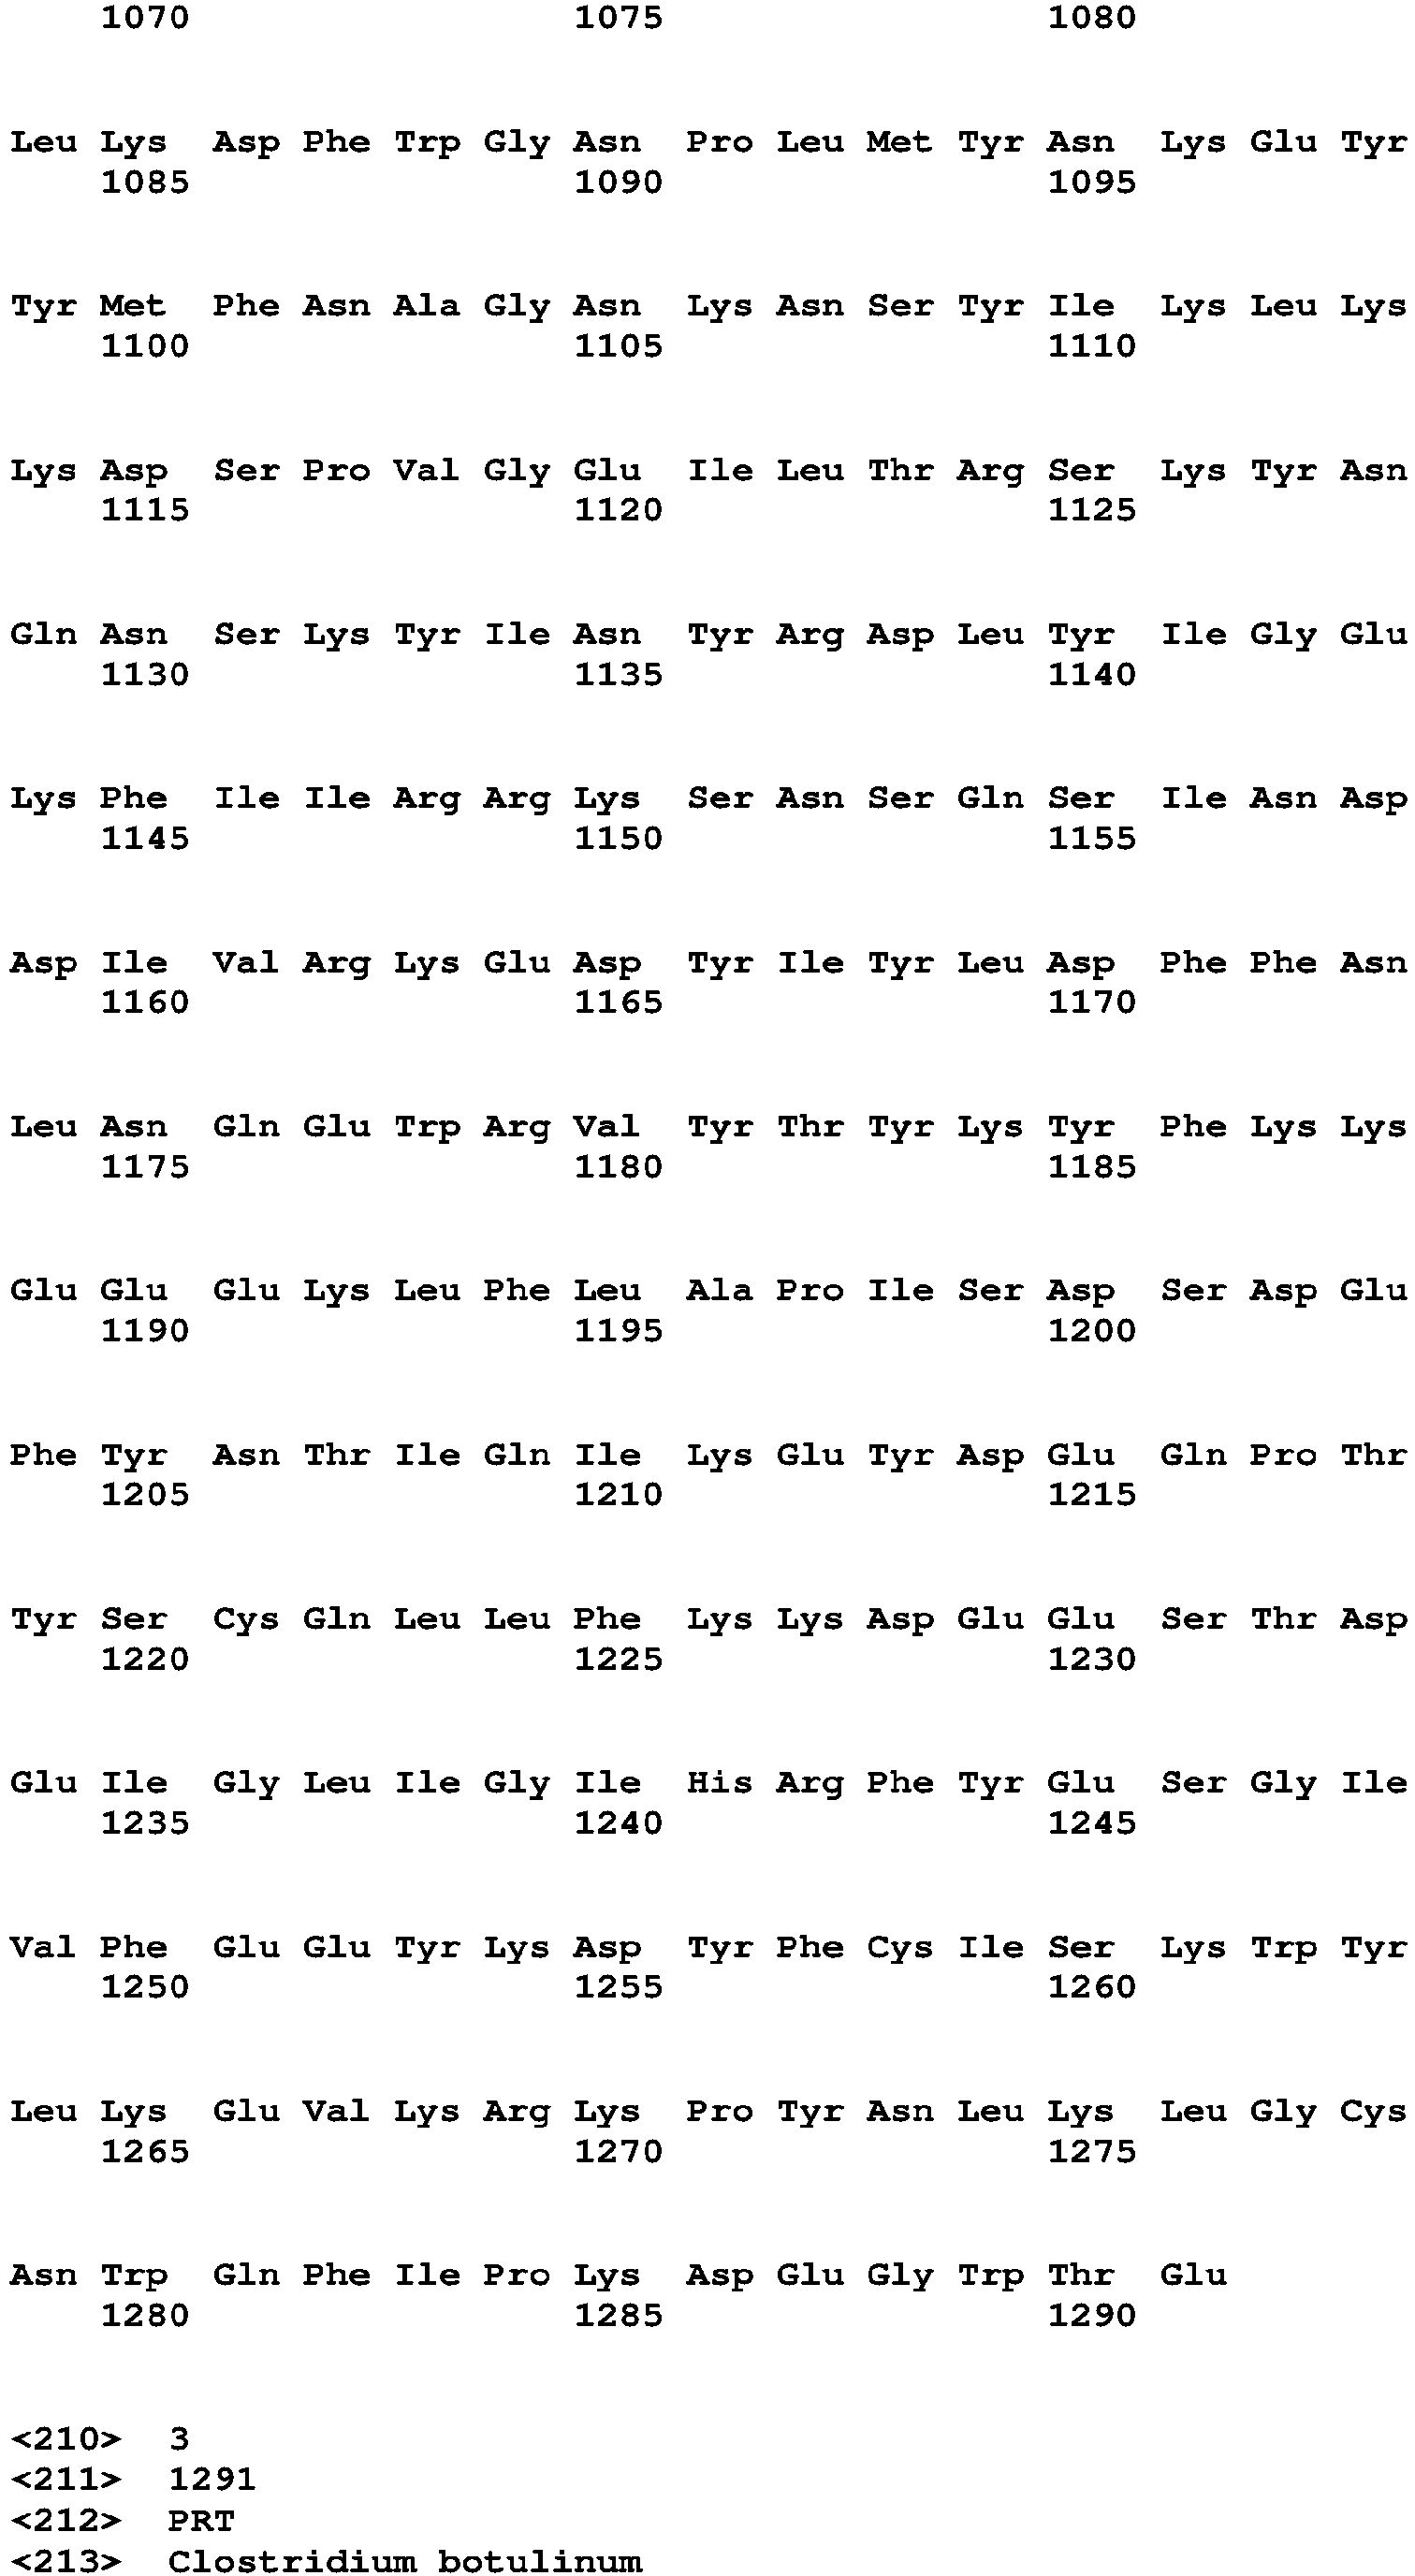 1070 1075 1080
Leu Lys Asp Phe Trp Gly Asn Pro Leu Met Tyr Asn Lys Glu Tyr
1085 1090 1095
Tyr Met Phe Asn Ala Gly Asn Lys Asn Ser Tyr Ile Lys Leu Lys
1100 1105 1110
Lys Asp Ser Pro Val Gly Glu Ile Leu Thr Arg Ser Lys Tyr Asn
1115 1120 1125
Gln Asn Ser Lys Tyr Ile Asn Tyr Arg Asp Leu Tyr Ile Gly Glu
1130 1135 1140
Lys Phe Ile Ile Arg Arg Lys Ser Asn Ser Gln Ser Ile Asn Asp
1145 1150 1155
Asp Ile Val Arg Lys Glu Asp Tyr Ile Tyr Leu Asp Phe Phe Asn
1160 1165 1170
Leu Asn Gln Glu Trp Arg Val Tyr Thr Tyr Lys Tyr Phe Lys Lys
1175 1180 1185
Glu Glu Glu Lys Leu Phe Leu Ala Pro Ile Ser Asp Ser Asp Glu
1190 1195 1200
Phe Tyr Asn Thr Ile Gln Ile Lys Glu Tyr Asp Glu Gln Pro Thr
1205 1210 1215
Tyr Ser Cys Gln Leu Leu Phe Lys Lys Asp Glu Glu Ser Thr Asp
1220 1225 1230
Glu Ile Gly Leu Ile Gly Ile His Arg Phe Tyr Glu Ser Gly Ile
1235 1240 1245
Val Phe Glu Glu Tyr Lys Asp Tyr Phe Cys Ile Ser Lys Trp Tyr
1250 1255 1260
Leu Lys Glu Val Lys Arg Lys Pro Tyr Asn Leu Lys Leu Gly Cys
1265 1270 1275
Asn Trp Gln Phe Ile Pro Lys Asp Glu Gly Trp Thr Glu
1280 1285 1290
<210> 3
<211> 1291
<212> PRT
<213> Clostridium botulinum